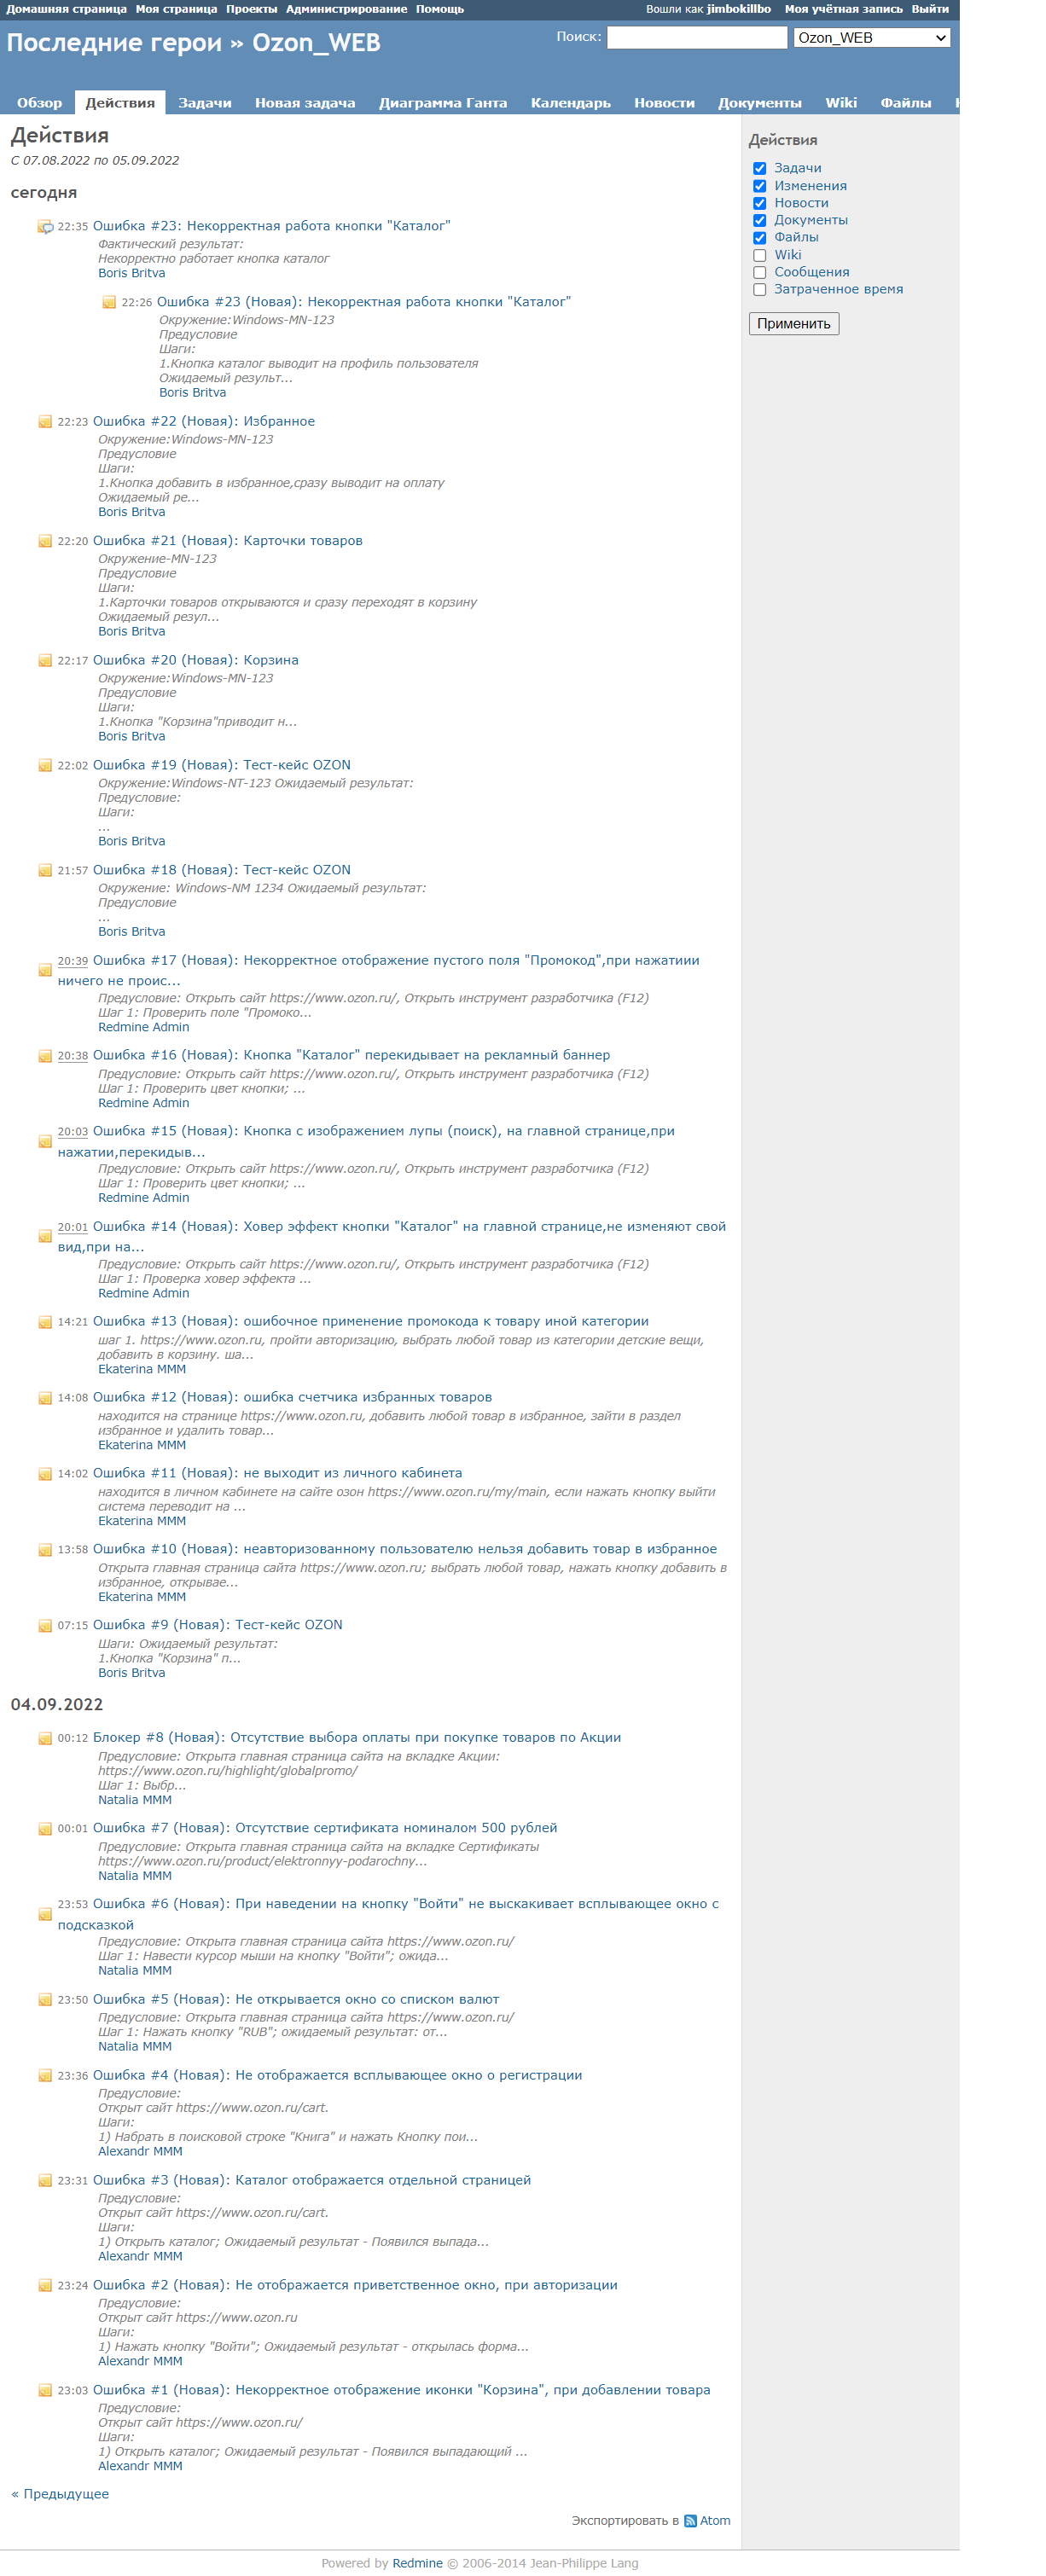 Домашняя страница Моя страница Проекты Администрирование Помощь
Вошли как jimbokillbo Моя учётная запись Выйти
Последние герои » Ozon_WEB
Поиск: Ozon_WEB
Обзор Действия Задачи Новая задача Диаграмма Ганта Календарь Новости Документы Wiki Файлы
Действия
С 07.08.2022 по 05.09.2022
сегодня
22:35 Ошибка #23: Некорректная работа кнопки "Каталог"
Фактический результат:
Некорректно работает кнопка каталог
Boris Britva
22:26 Ошибка #23 (Новая): Некорректная работа кнопки "Каталог"
Окружение:Windows-MN-123
Предусловие
Шаги:
1.Кнопка каталог выводит на профиль пользователя
Ожидаемый результ...
Boris Britva
22:23 Ошибка #22 (Новая): Избранное
Окружение:Windows-MN-123
Предусловие
Шаги:
1.Кнопка добавить в избранное,сразу выводит на оплату
Ожидаемый ре...
Boris Britva
22:20 Ошибка #21 (Новая): Карточки товаров
Окружение-MN-123
Предусловие
Шаги:
1.Карточки товаров открываются и сразу переходят в корзину
Ожидаемый резул...
Boris Britva
22:17 Ошибка #20 (Новая): Корзина
Окружение:Windows-MN-123
Предусловие
Шаги:
1.Кнопка "Корзина"приводит н...
Boris Britva
22:02 Ошибка #19 (Новая): Тест-кейс OZON
Окружение:Windows-NT-123 Ожидаемый результат:
Предусловие:
Шаги:
...
Boris Britva
21:57 Ошибка #18 (Новая): Тест-кейс OZON
Окружение: Windows-NM 1234 Ожидаемый результат:
Предусловие
...
Boris Britva
20:39 Ошибка #17 (Новая): Некорректное отображение пустого поля "Промокод",при нажатиии
ничего не проис...
Предусловие: Открыть сайт https://www.ozon.ru/, Открыть инструмент разработчика (F12)
Шаг 1: Проверить поле "Промоко...
Redmine Admin
20:38 Ошибка #16 (Новая): Кнопка "Каталог" перекидывает на рекламный баннер
Предусловие: Открыть сайт https://www.ozon.ru/, Открыть инструмент разработчика (F12)
Шаг 1: Проверить цвет кнопки; ...
Redmine Admin
20:03 Ошибка #15 (Новая): Кнопка с изображением лупы (поиск), на главной странице,при
нажатии,перекидыв...
Предусловие: Открыть сайт https://www.ozon.ru/, Открыть инструмент разработчика (F12)
Шаг 1: Проверить цвет кнопки; ...
Redmine Admin
20:01 Ошибка #14 (Новая): Ховер эффект кнопки "Каталог" на главной странице,не изменяют свой
вид,при на...
Предусловие: Открыть сайт https://www.ozon.ru/, Открыть инструмент разработчика (F12)
Шаг 1: Проверка ховер эффекта ...
Redmine Admin
14:21 Ошибка #13 (Новая): ошибочное применение промокода к товару иной категории
шаг 1. https://www.ozon.ru, пройти авторизацию, выбрать любой товар из категории детские вещи,
добавить в корзину. ша...
Ekaterina MMM
14:08 Ошибка #12 (Новая): ошибка счетчика избранных товаров
находится на странице https://www.ozon.ru, добавить любой товар в избранное, зайти в раздел
избранное и удалить товар...
Ekaterina MMM
14:02 Ошибка #11 (Новая): не выходит из личного кабинета
находится в личном кабинете на сайте озон https://www.ozon.ru/my/main, если нажать кнопку выйти
система переводит на ...
Ekaterina MMM
13:58 Ошибка #10 (Новая): неавторизованному пользователю нельзя добавить товар в избранное
Открыта главная страница сайта https://www.ozon.ru; выбрать любой товар, нажать кнопку добавить в
избранное, открывае...
Ekaterina MMM
07:15 Ошибка #9 (Новая): Тест-кейс OZON
Шаги: Ожидаемый результат:
1.Кнопка "Корзина" п...
Boris Britva
04.09.2022
00:12 Блокер #8 (Новая): Отсутствие выбора оплаты при покупке товаров по Акции
Предусловие: Открыта главная страница сайта на вкладке Акции:
https://www.ozon.ru/highlight/globalpromo/
Шаг 1: Выбр...
Natalia MMM
00:01 Ошибка #7 (Новая): Отсутствие сертификата номиналом 500 рублей
Предусловие: Открыта главная страница сайта на вкладке Сертификаты
https://www.ozon.ru/product/elektronnyy-podarochny...
Natalia MMM
23:53 Ошибка #6 (Новая): При наведении на кнопку "Войти" не выскакивает всплывающее окно с
подсказкой
Предусловие: Открыта главная страница сайта https://www.ozon.ru/
Шаг 1: Навести курсор мыши на кнопку "Войти"; ожида...
Natalia MMM
23:50 Ошибка #5 (Новая): Не открывается окно со списком валют
Предусловие: Открыта главная страница сайта https://www.ozon.ru/
Шаг 1: Нажать кнопку "RUB"; ожидаемый результат: от...
Natalia MMM
23:36 Ошибка #4 (Новая): Не отображается всплывающее окно о регистрации
Предусловие:
Открыт сайт https://www.ozon.ru/cart.
Шаги:
1) Набрать в поисковой строке "Книга" и нажать Кнопку пои...
Alexandr MMM
23:31 Ошибка #3 (Новая): Каталог отображается отдельной страницей
Предусловие:
Открыт сайт https://www.ozon.ru/cart.
Шаги:
1) Открыть каталог; Ожидаемый результат - Появился выпада...
Alexandr MMM
23:24 Ошибка #2 (Новая): Не отображается приветственное окно, при авторизации
Предусловие:
Открыт сайт https://www.ozon.ru
Шаги:
1) Нажать кнопку "Войти"; Ожидаемый результат - открылась форма...
Alexandr MMM
23:03 Ошибка #1 (Новая): Некорректное отображение иконки "Корзина", при добавлении товара
Предусловие:
Открыт сайт https://www.ozon.ru/
Шаги:
1) Открыть каталог; Ожидаемый результат - Появился выпадающий ...
Alexandr MMM
« Предыдущее
Экспортировать в Atom
Действия
Задачи
Изменения
Новости
Документы
Файлы
Wiki
Сообщения
Затраченное время
Применить
Powered by Redmine © 2006-2014 Jean-Philippe Lang